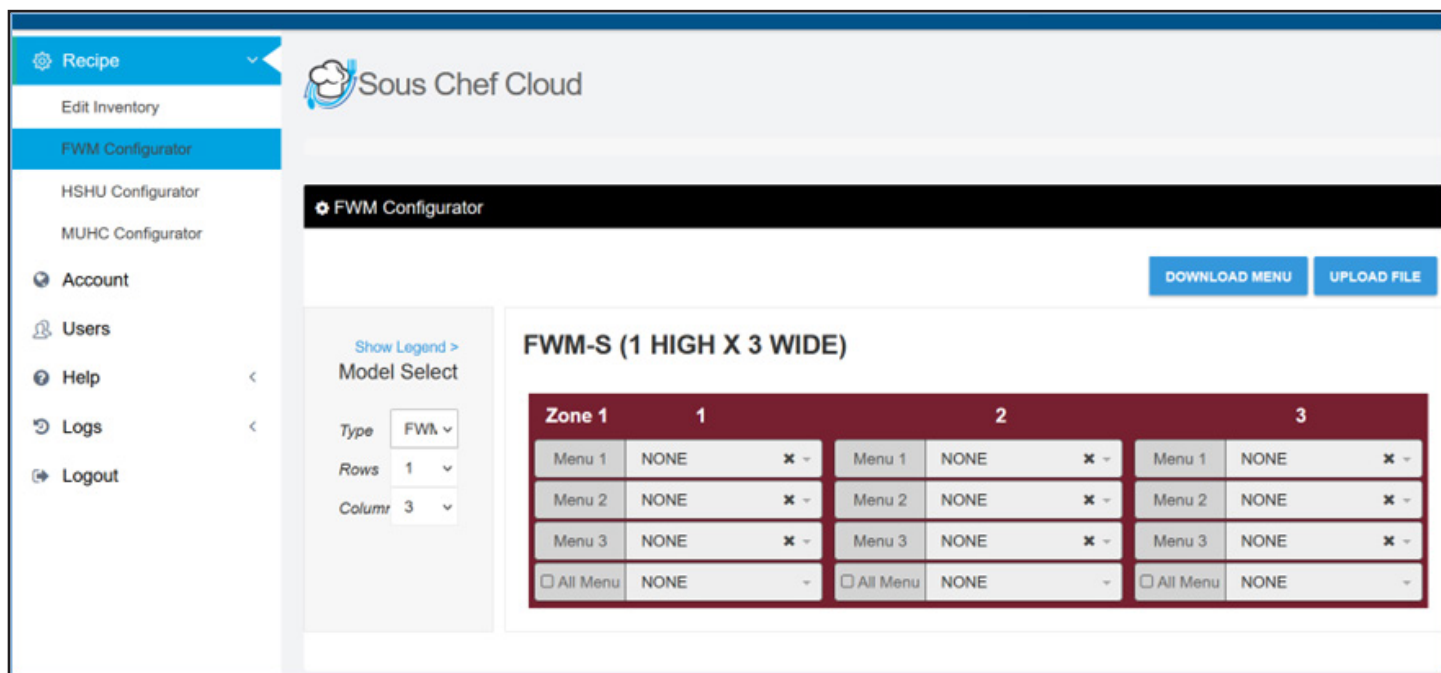 Recipe
Edit Inventory
FWM Configurator
HSHU Configurator
MUHC Configurator
Account
Users
Help
Logs
Logout
Sous Chef Cloud
FWM Configurator
DOWNLOAD MENU UPLOAD FILE
Show Legend >
Model Select
Type FWM
Rows 1
Column 3
FWM-S (1 HIGH X 3 WIDE)
Zone 1 1 2 3
Menu 1 NONE Menu 1 NONE Menu 1 NONE
Menu 2 NONE Menu 2 NONE Menu 2 NONE
Menu 3 NONE Menu 3 NONE Menu 3 NONE
All Menu NONE All Menu NONE All Menu NONE